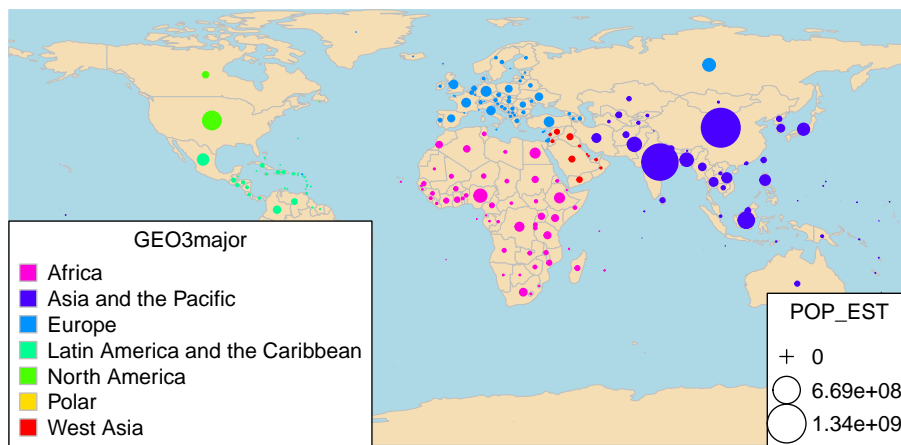 GEO3major
Africa
Asia and the Pacific
Europe
Latin America and the Caribbean
North America
Polar
West Asia
POP_EST
0
6.69e+08
1.34e+09